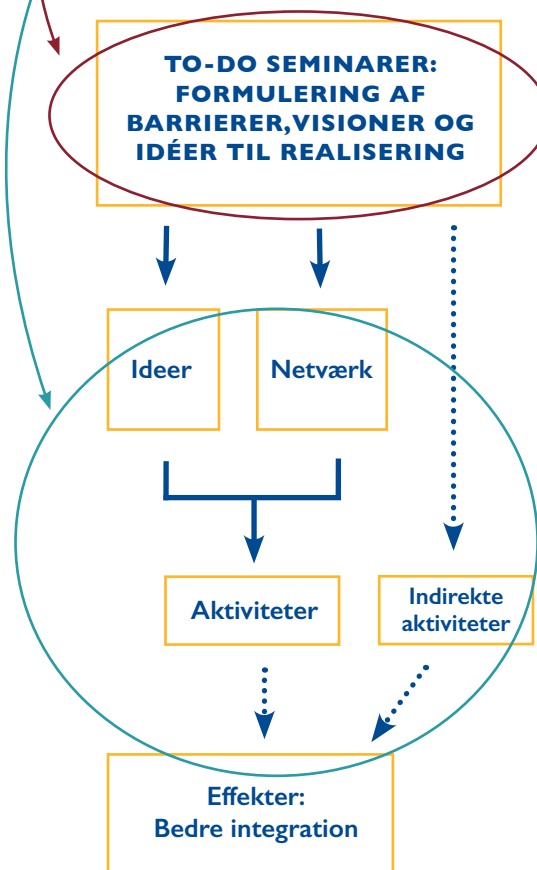 TO-DO SEMINARER:
FORMULERING AF
BARRIERER,VISIONER OG
IDÉER TIL REALISERING
Ideer
Netværk
Aktiviteter
Indirekte
aktiviteter
Effekter:
Bedre integration